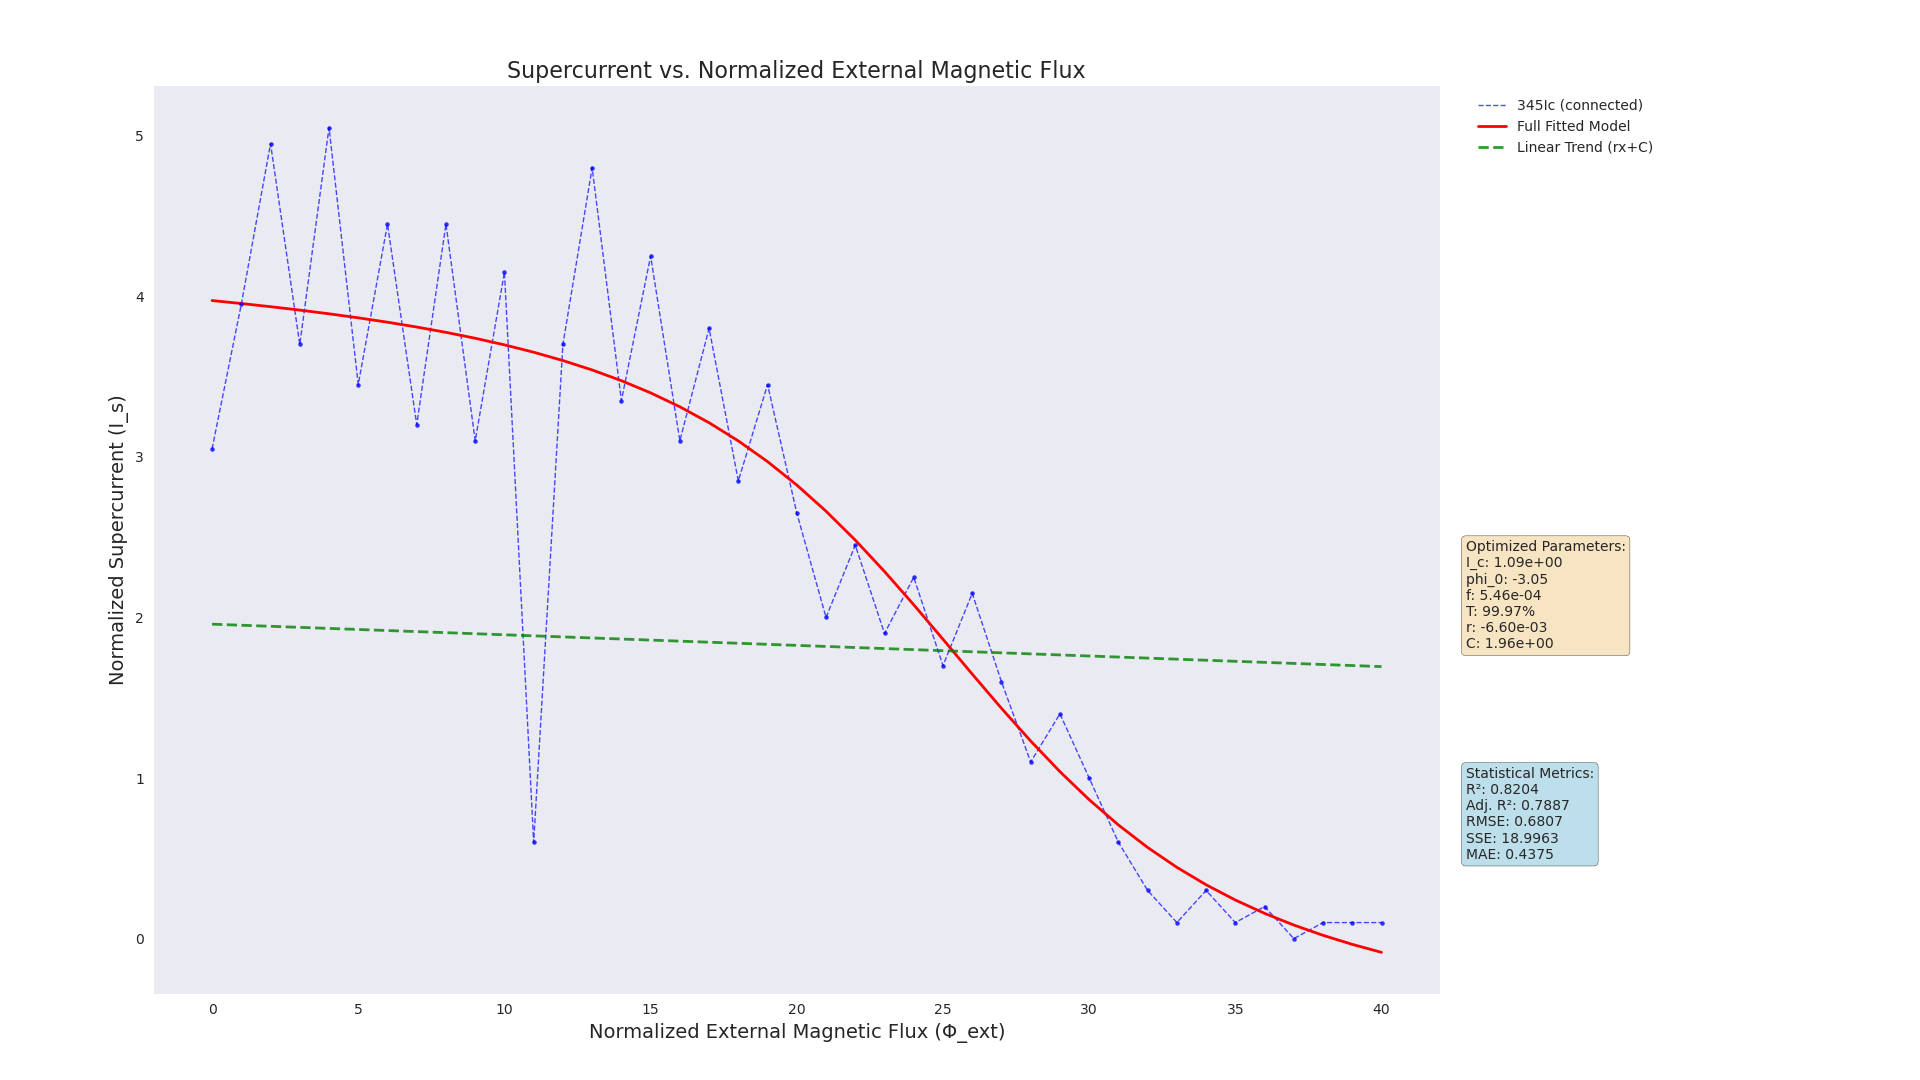 Supercurrent vs. Normalized External Magnetic Flux
345Ic (connected)
Full Fitted Model
Linear Trend (rx+C)
5
4
3
2
1
0
Normalized Supercurrent (I_s)
0 5 10 15 20 25 30 35 40
Normalized External Magnetic Flux (Φ_ext)
Optimized Parameters:
I_c: 1.09e+00
phi_0: -3.05
f: 5.46e-04
T: 99.97%
r: -6.60e-03
C: 1.96e+00
Statistical Metrics:
R²: 0.8204
Adj. R²: 0.7887
RMSE: 0.6807
SSE: 18.9963
MAE: 0.4375